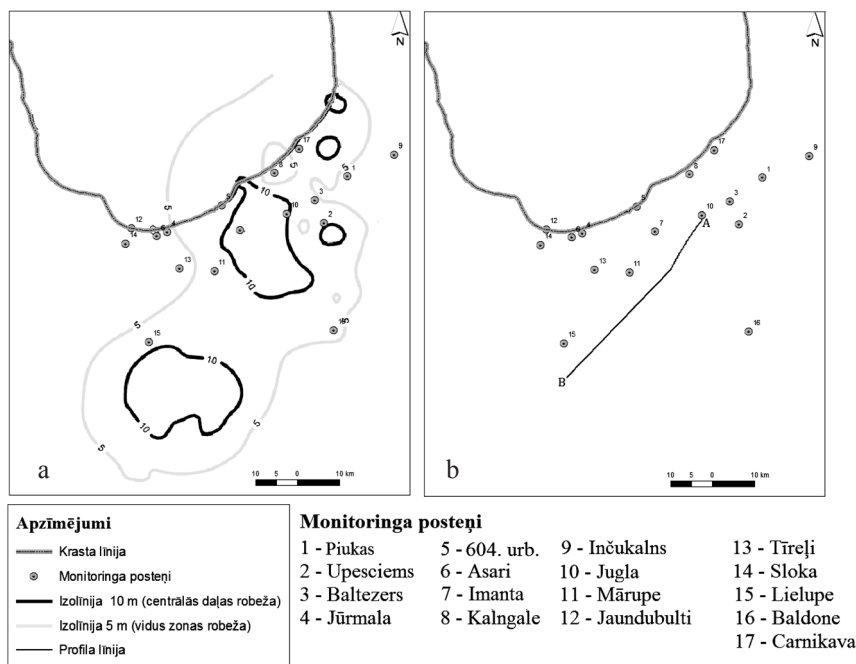 N
N
17
9
8
5
5
1
3
5
10
10
2
12
4
14
13
11
10
5
16
15
10
10
5
5
a
10 5 0 10 km
17
9
8
1
3
5
10
A
2
12
4
6
7
14
13
11
15
16
B
b
10 5 0 10 km
Apzīmējumi
Krasta līnija
Monitoringa posteņi
Izolīnija 10 m (centrālās daļas robeža)
Izolīnija 5 m (vidus zonas robeža)
Profila līnija
Monitoringa posteņi
1 - Piukas
2 - Upesciems
3 - Baltezers
4 - Jūrmala
5 - 604. urb.
6 - Asari
7 - Imanta
8 - Kalngale
9 - Inčukalns
10 - Jugla
11 - Mārupe
12 - Jaundubulti
13 - Tīreļi
14 - Sloka
15 - Lielupe
16 - Baldone
17 - Carnikava